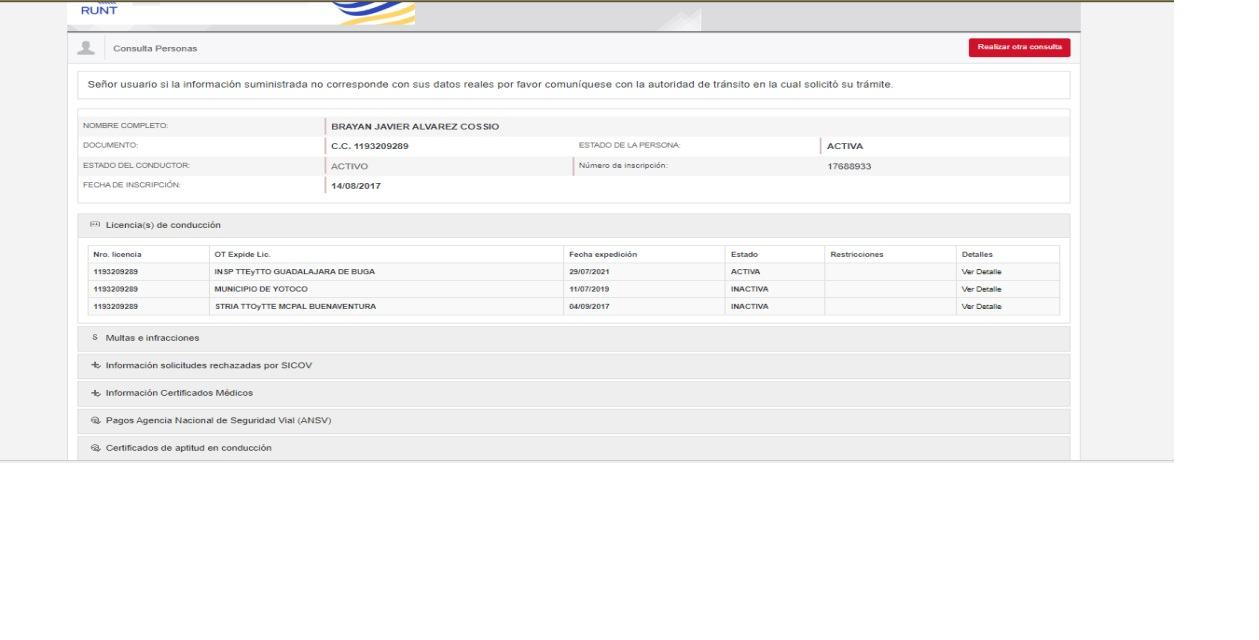 RUNT
Consulta Personas Realizar otra consulta
Señor usuario si la información suministrada no corresponde con sus datos reales por favor comuníquese con la autoridad de tránsito en la cual solicitó su trámite.
NOMBRE COMPLETO: BRAYAN JAVIER ALVAREZ COSSIO
DOCUMENTO: C.C. 1193209289 ESTADO DE LA PERSONA: ACTIVA
ESTADO DEL CONDUCTOR: ACTIVO Número de inscripción: 17688933
FECHA DE INSCRIPCIÓN: 14/08/2017
Licencia(s) de conducción
Nro. licencia OT Expide Lic. Fecha expedición Estado Restricciones Detalles
1193209289 INSP TTEyTTO GUADALAJARA DE BUGA 29/07/2021 ACTIVA Ver Detalle
1193209289 MUNICIPIO DE YOTOCO 11/07/2019 INACTIVA Ver Detalle
1193209289 STRIA TTOyTTE MCPAL BUENAVENTURA 04/09/2017 INACTIVA Ver Detalle
Multas e infracciones
Información solicitudes rechazadas por SICOV
Información Certificados Médicos
Pagos Agencia Nacional de Seguridad Vial (ANSV)
Certificados de aptitud en conducción